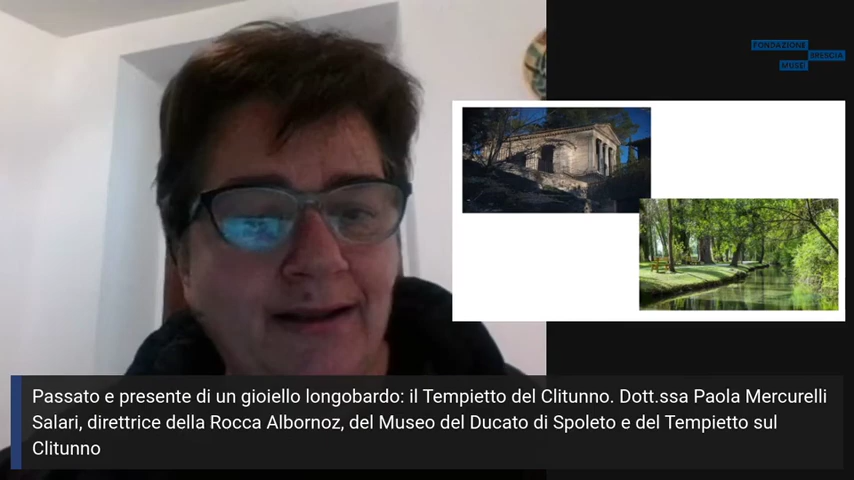 FONDAZIONE
BRESCIA
MUSEI
Passato e presente di un gioiello longobardo: il Tempietto del Clitunno. Dott.ssa Paola Mercurelli
Salari, direttrice della Rocca Albornoz, del Museo del Ducato di Spoleto e del Tempietto sul
Clitunno